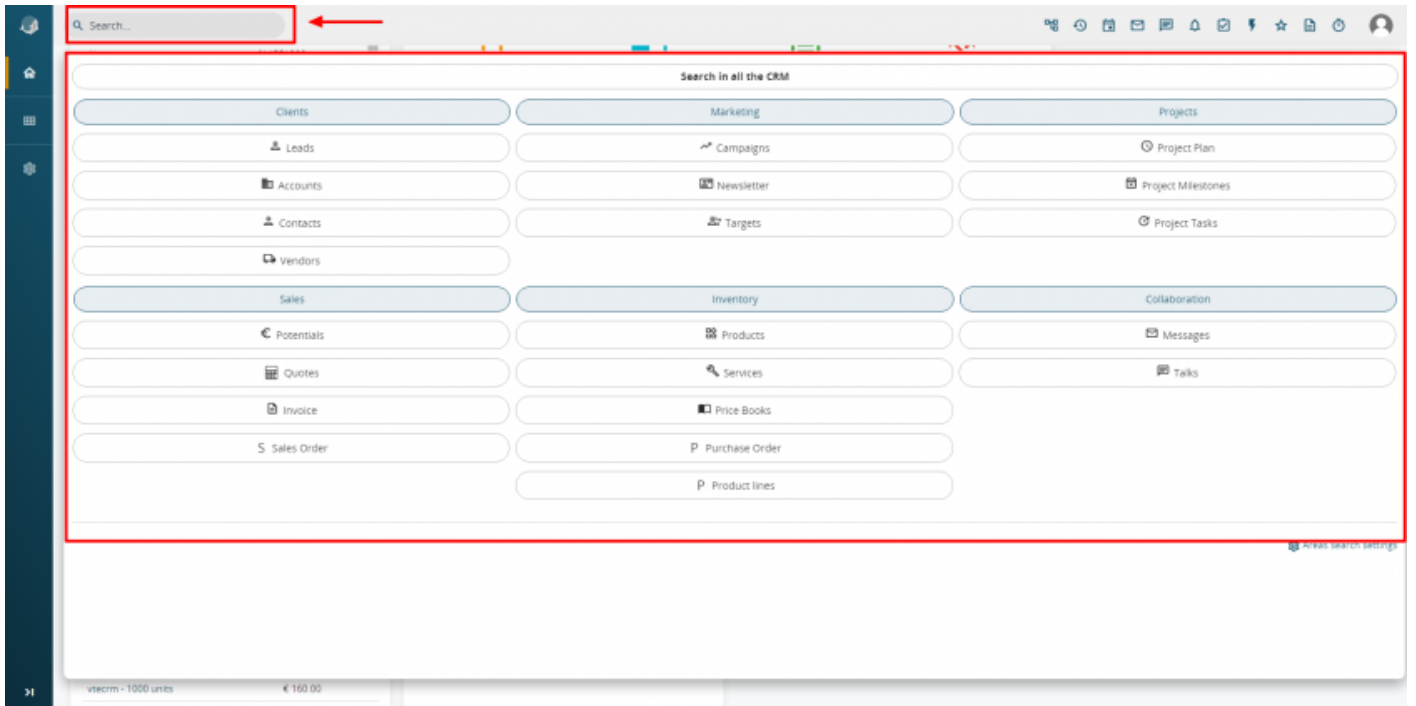 Search...
Search in all the CRM
Clients
Leads
Accounts
Contacts
Vendors
Marketing
Campaigns
Newsletter
Targets
Projects
Project Plan
Project Milestones
Project Tasks
Sales
Potentials
Quotes
Invoice
S Sales Order
Inventory
Products
Services
Price Books
P Purchase Order
P Product lines
Collaboration
Messages
Talks
Areas search settings
vtecrm - 1000 units € 160.00